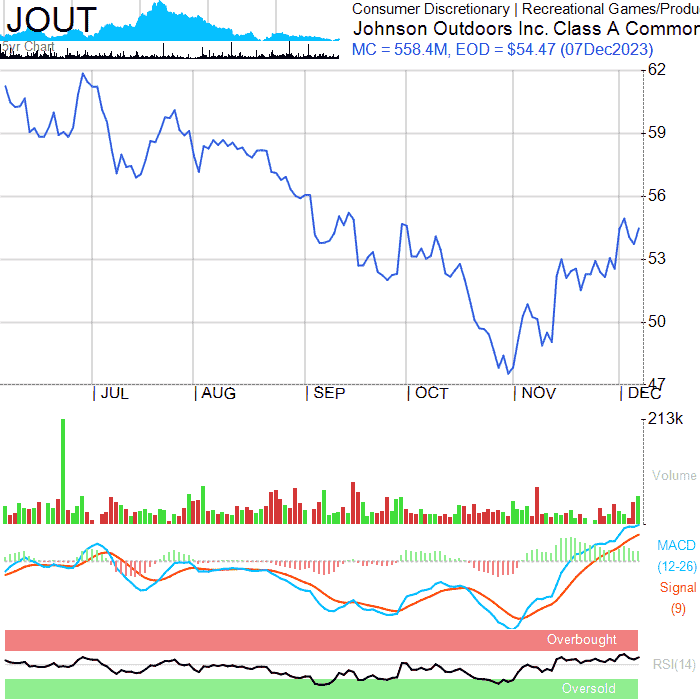 JOUT
5yr Chart
Consumer Discretionary | Recreational Games/Produ
Johnson Outdoors Inc. Class A Common
MC = 558.4M, EOD = $54.47 (07Dec2023)
62
59
56
53
50
47
JUL
AUG
SEP
OCT
NOV
DEC
213k
Volume
MACD
(12-26)
Signal
(9)
Overbought
RSI(14)
Oversold